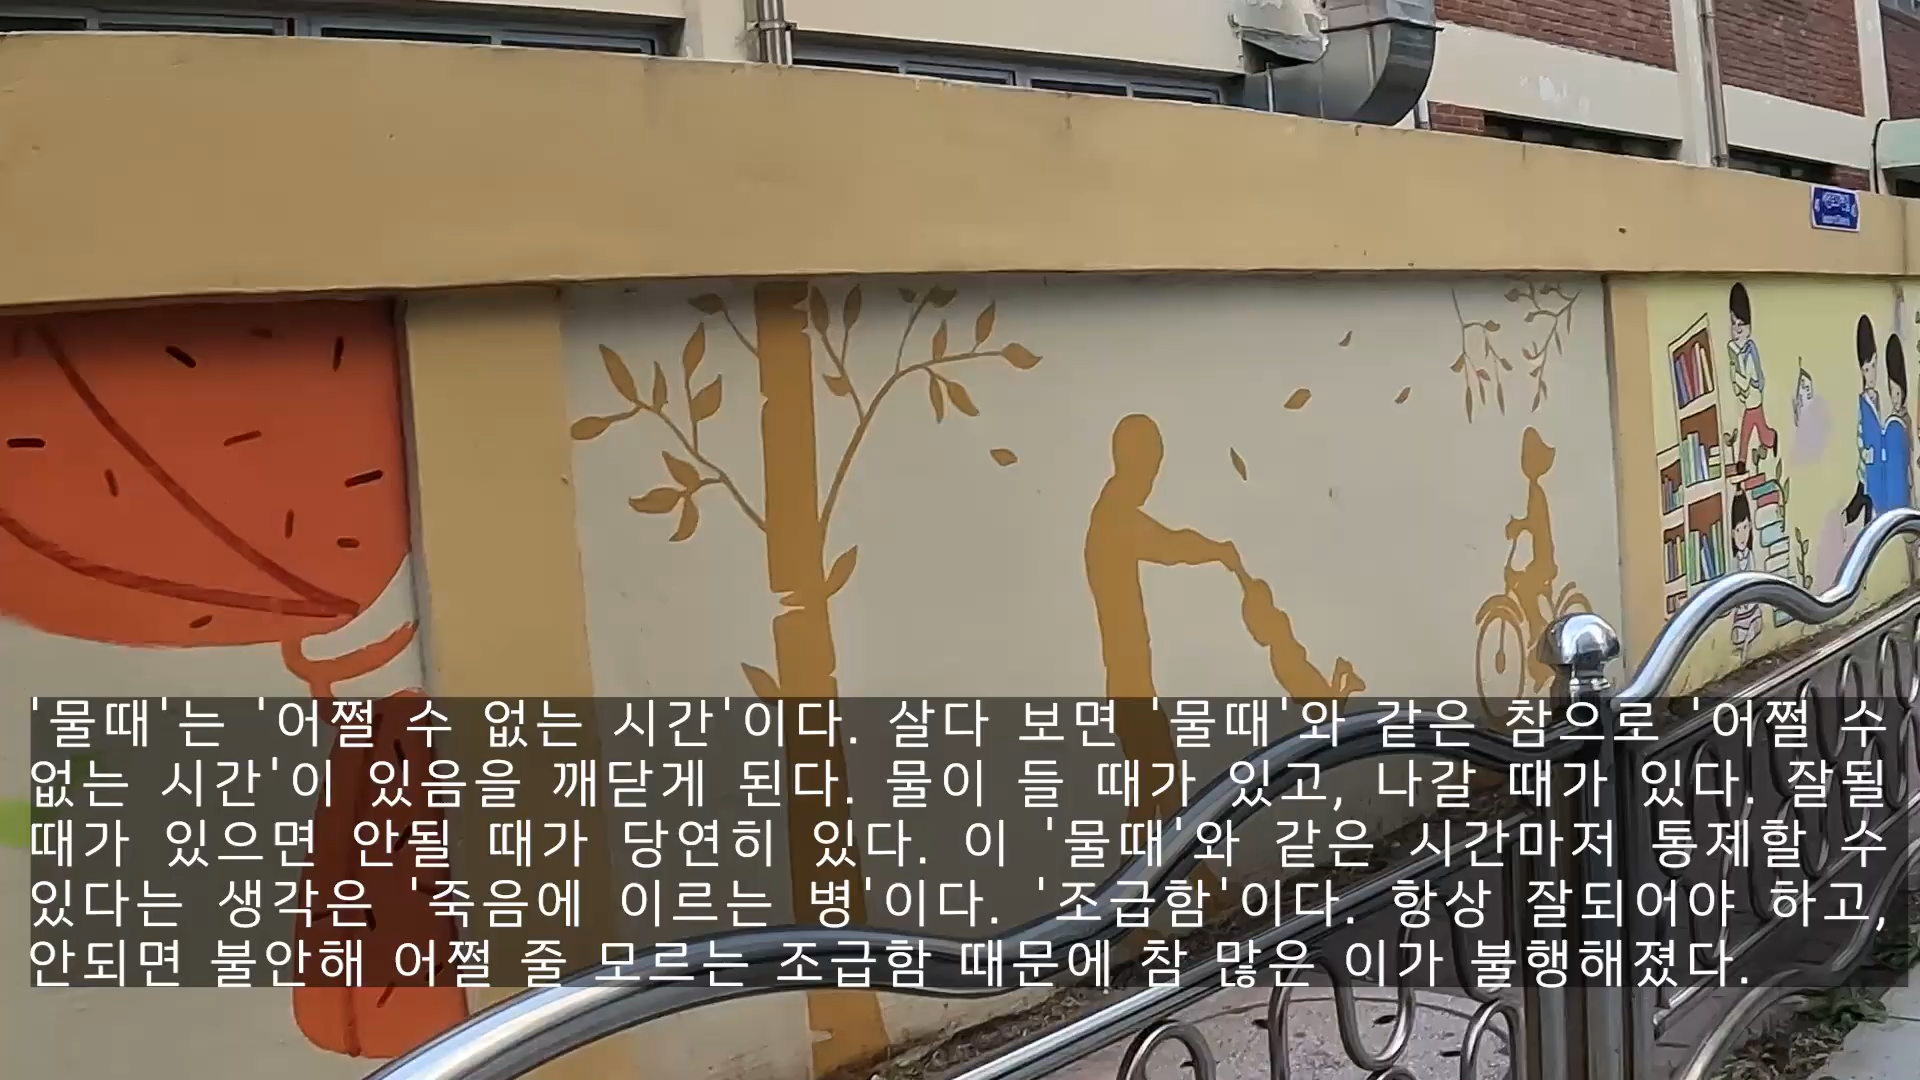 '물때'는 '어쩔 수 없는 시간'이다. 살다 보면 '물때'와 같은 참으로 '어쩔 수
없는 시간'이 있음을 깨닫게 된다. 물이 들 때가 있고, 나갈 때가 있다. 잘될
때가 있으면 안될 때가 당연히 있다. 이 '물때'와 같은 시간마저 통제할 수
있다는 생각은 '죽음에 이르는 병'이다. '조급함'이다. 항상 잘되어야 하고,
안되면 불안해 어쩔 줄 모르는 조급함 때문에 참 많은 이가 불행해졌다.